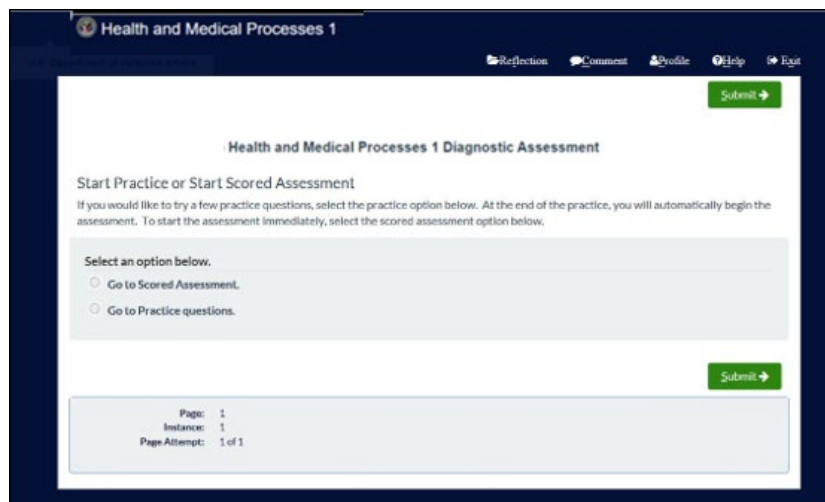 Health and Medical Processes 1
Reflection Comment Profile Help Exit
Submit
Health and Medical Processes 1 Diagnostic Assessment
Start Practice or Start Scored Assessment
If you would like to try a few practice questions, select the practice option below. At the end of the practice, you will automatically begin the
assessment. To start the assessment immediately, select the scored assessment option below.
Select an option below.
Go to Scored Assessment.
Go to Practice questions.
Submit
Page: 1
Instance: 1
Page Attempt: 1 of 1